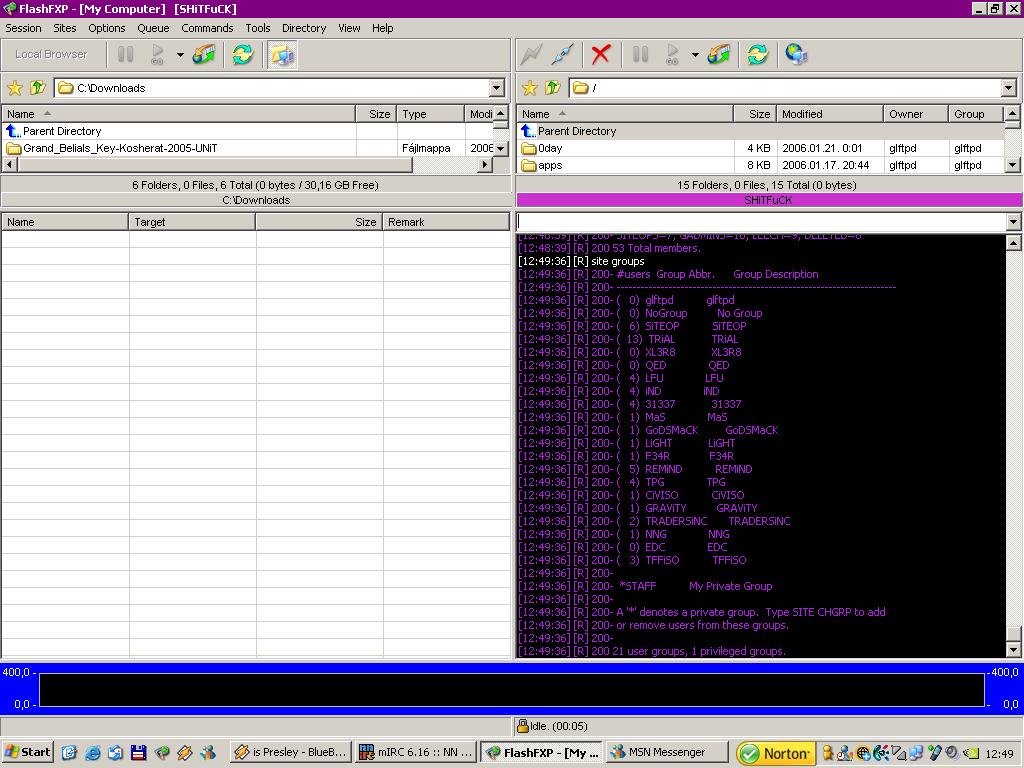 FlashFXP - [My Computer] [SHiTFuCK]
Session Sites Options Queue Commands Tools Directory View Help
Local Browser
GO
GO
C:\Downloads
/
Name Size Type Modi
Parent Directory
Grand_Belials_Key-Kosherat-2005-UNiT Fájlmappa 2006
6 Folders, 0 Files, 6 Total (0 bytes / 30,16 GB Free)
C:\Downloads
Name Size Modified Owner Group
Parent Directory
0day 4 KB 2006.01.21. 0:01 glftpd glftpd
apps 8 KB 2006.01.17. 20:44 glftpd glftpd
15 Folders, 0 Files, 15 Total (0 bytes)
SHiTFuCK
Name Target Size Remark
[12:48:39] [R] 200- SITEOPS=7, GADMINS=16, LEECH=9, DELETED=0
[12:48:39] [R] 200 53 Total members.
[12:49:36] [R] site groups
[12:49:36] [R] 200- #users Group Abbr. Group Description
[12:49:36] [R] 200- ----------------------------------------------------------------------
[12:49:36] [R] 200- ( 0) glftpd glftpd
[12:49:36] [R] 200- ( 0) NoGroup No Group
[12:49:36] [R] 200- ( 6) SiTEOP SiTEOP
[12:49:36] [R] 200- ( 13) TRiAL TRiAL
[12:49:36] [R] 200- ( 0) XL3R8 XL3R8
[12:49:36] [R] 200- ( 0) QED QED
[12:49:36] [R] 200- ( 4) LFU LFU
[12:49:36] [R] 200- ( 4) iND iND
[12:49:36] [R] 200- ( 4) 31337 31337
[12:49:36] [R] 200- ( 1) MaS MaS
[12:49:36] [R] 200- ( 1) GoDSMaCK GoDSMaCK
[12:49:36] [R] 200- ( 1) LiGHT LiGHT
[12:49:36] [R] 200- ( 1) F34R F34R
[12:49:36] [R] 200- ( 5) REMiND REMiND
[12:49:36] [R] 200- ( 4) TPG TPG
[12:49:36] [R] 200- ( 1) CiViSO CiViSO
[12:49:36] [R] 200- ( 1) GRAViTY GRAViTY
[12:49:36] [R] 200- ( 2) TRADERSiNC TRADERSiNC
[12:49:36] [R] 200- ( 1) NNG NNG
[12:49:36] [R] 200- ( 0) EDC EDC
[12:49:36] [R] 200- ( 3) TFFiSO TFFiSO
[12:49:36] [R] 200-
[12:49:36] [R] 200- *STAFF My Private Group
[12:49:36] [R] 200-
[12:49:36] [R] 200- A '*' denotes a private group. Type SITE CHGRP to add
[12:49:36] [R] 200- or remove users from these groups.
[12:49:36] [R] 200-
[12:49:36] [R] 200 21 user groups, 1 privileged groups.
400,0 400,0
0,0 0,0
Idle. (00:05)
Start is Presley - BlueB... mIRC 6.16 :: NN ... FlashFXP - [My ... MSN Messenger Norton 12:49